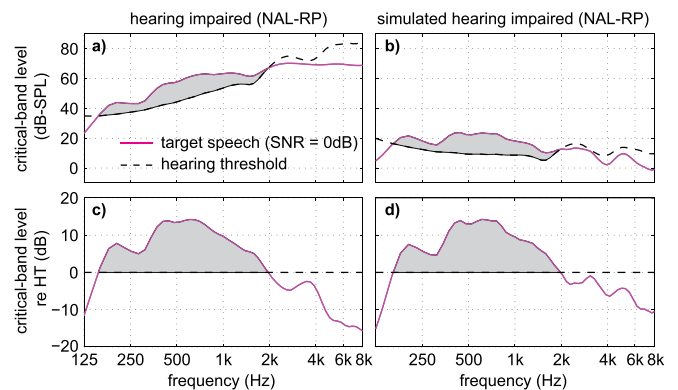 hearing impaired (NAL-RP)
simulated hearing impaired (NAL-RP)
critical-band level
(dB-SPL)
80
60
40
20
0
a)
target speech (SNR = 0dB)
hearing threshold
b)
critical-band level
re HT (dB)
20
10
0
−10
−20
c)
d)
125 250 500 1k 2k 4k 6k 8k
250 500 1k 2k 4k 6k 8k
frequency (Hz)
frequency (Hz)